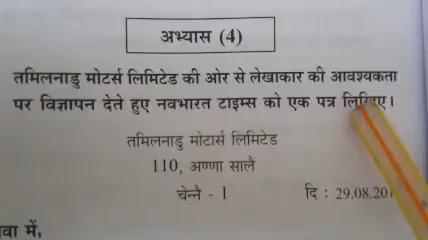 अभ्यास (4)
तमिलनाडु मोटर्स लिमिटेड की ओर से लेखाकार की आवश्यकता
पर विज्ञापन देते हुए नवभारत टाइम्स को एक पत्र लिखिए।
तमिलनाडु मोटार्स लिमिटेड
110, अण्णा सालै
चेन्नै - 1 दि : 29.08.20
में,